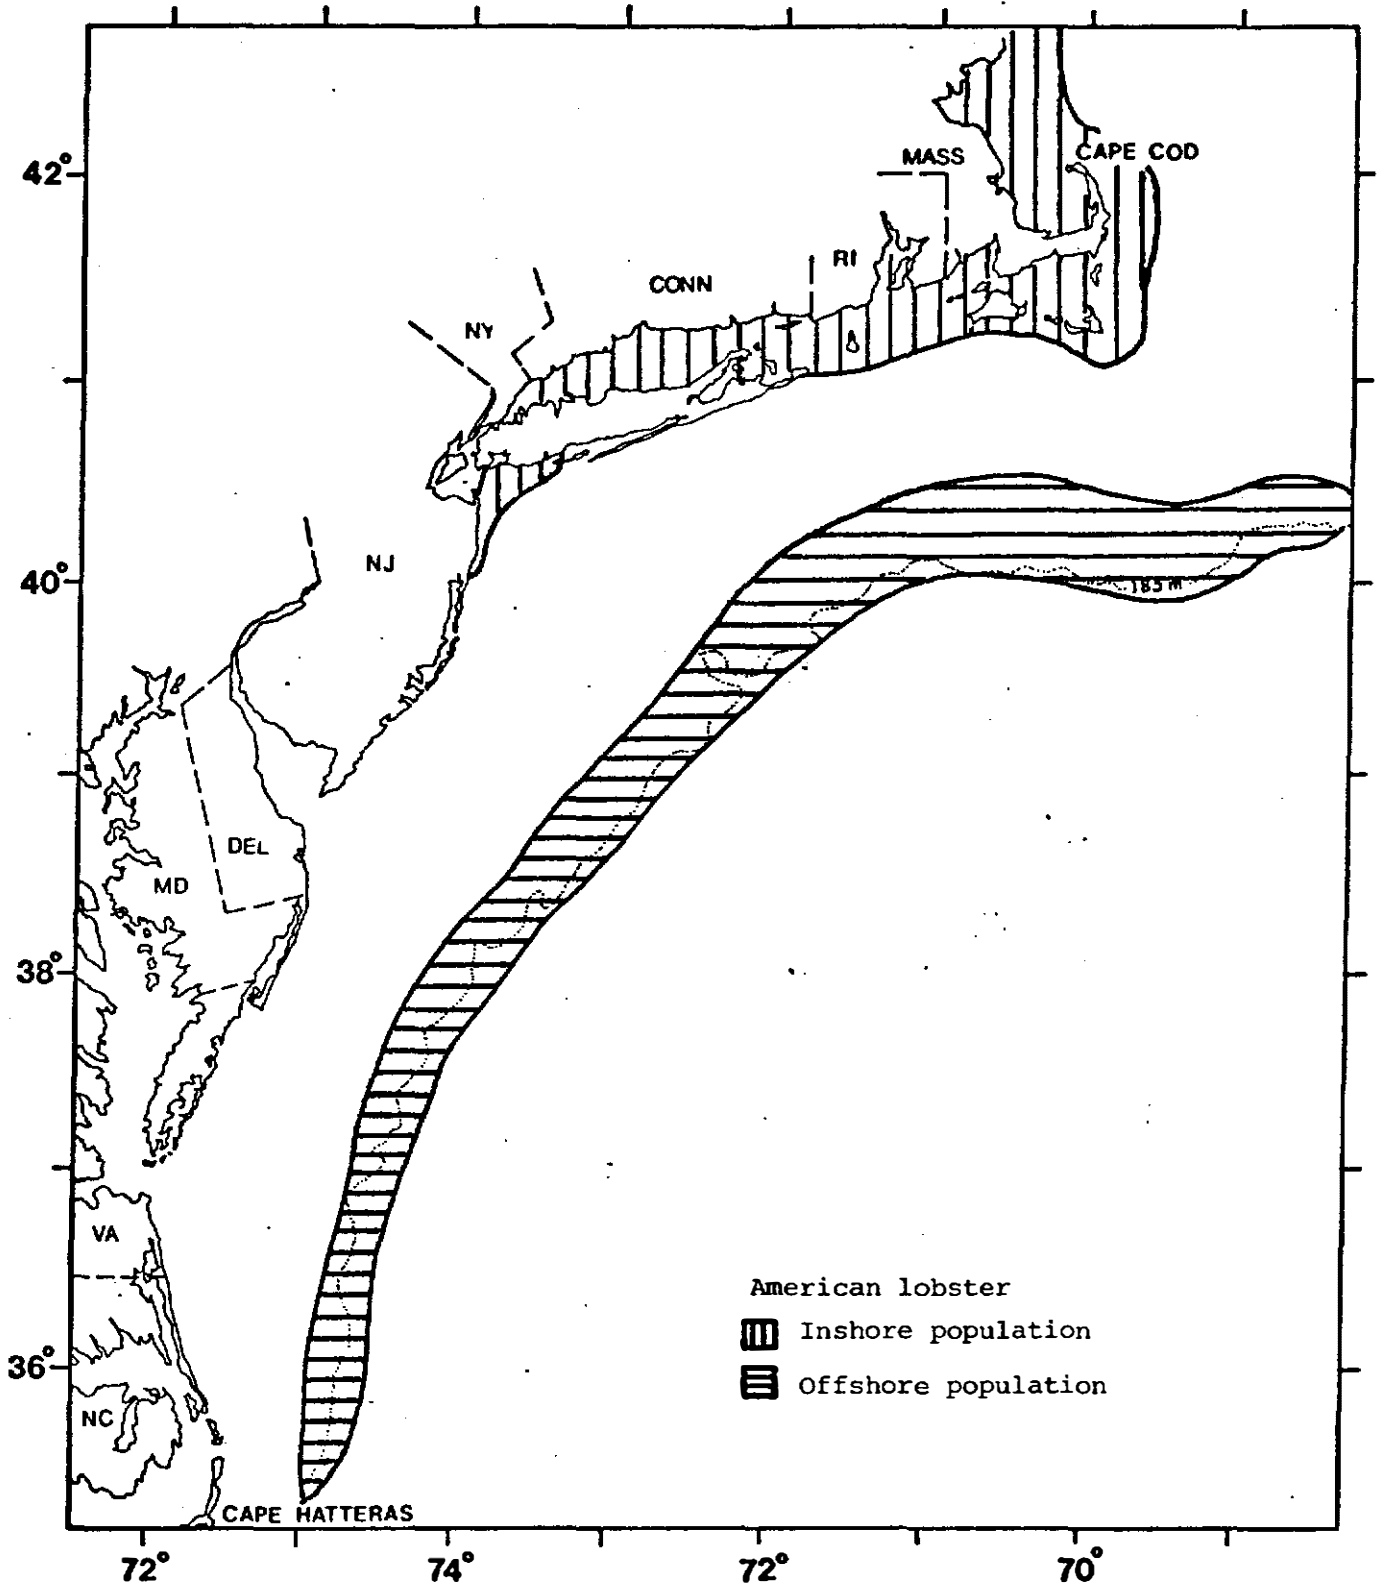 MASS
CAPE COD
42°
RI
CONN
NY
NJ
40°
185 m
DEL
MD
38°
VA
American lobster
Inshore population
36°
Offshore population
NC
CAPE HATTERAS
72° 74° 72° 70°